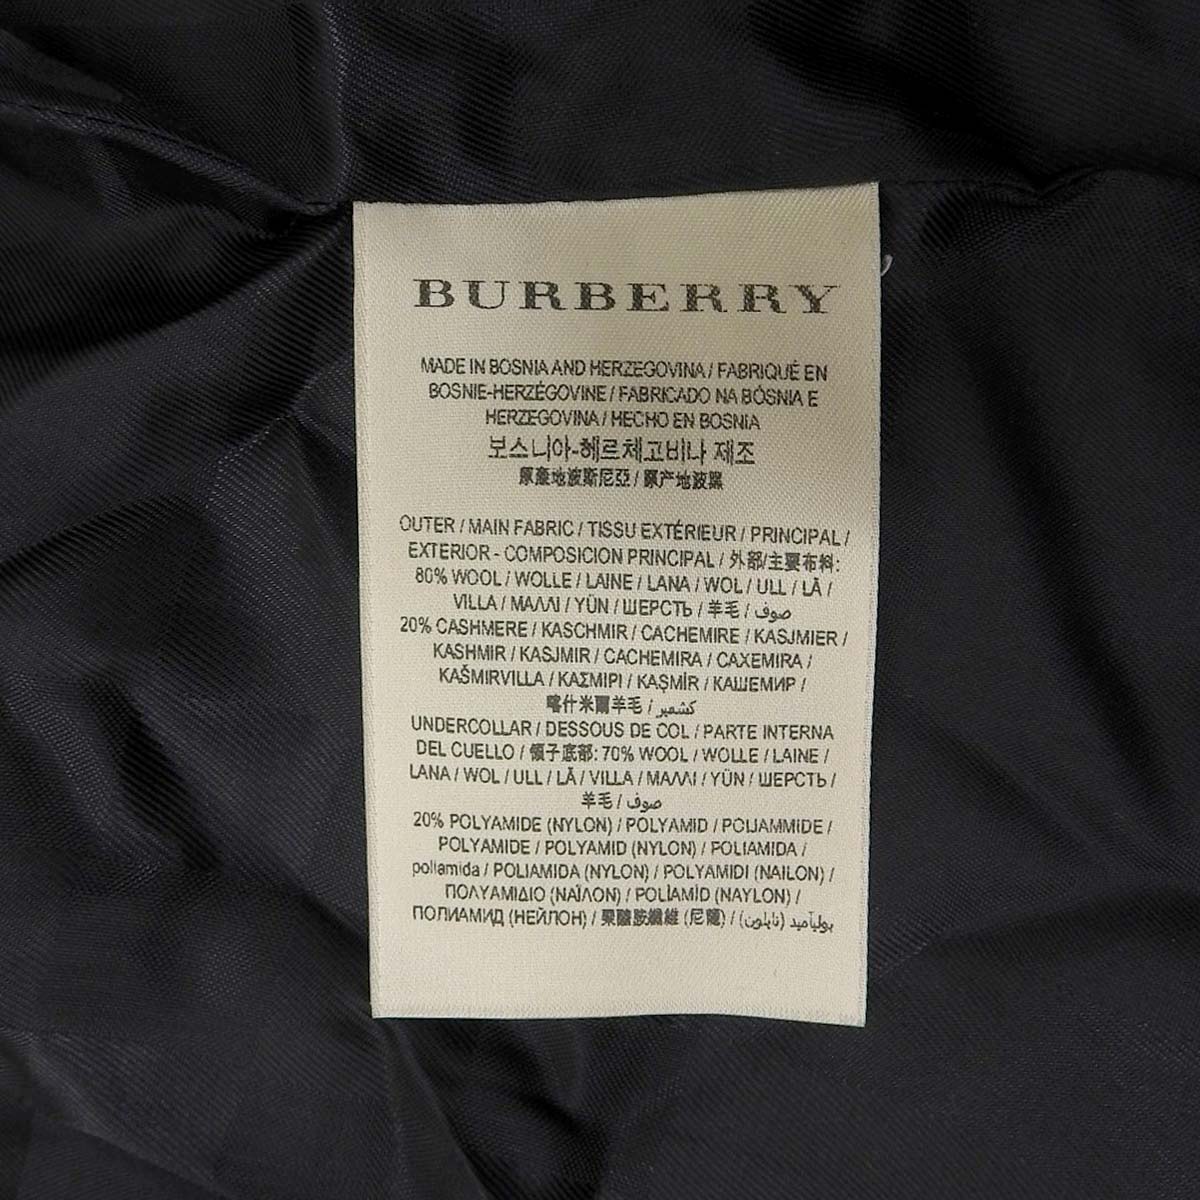 BURBERRY
MADE IN BOSNIA AND HERZEGOVINA / FABRIQUÉ EN
BOSNIE-HERZÉGOVINE / FABRICADO NA BÓSNIA E
HERZEGOVINA / HECHO EN BOSNIA
보스니아-헤르체고비나 제조
原產地波斯尼亞 / 原产地波黑
OUTER / MAIN FABRIC / TISSU EXTÉRIEUR / PRINCIPAL /
EXTERIOR - COMPOSICION PRINCIPAL / 外部/主要布料:
80% WOOL / WOLLE / LAINE / LANA / WOL / ULL / LÃ /
VILLA / ΜΑΛΛΙ / YÜN / ШЕРСТЬ / 羊毛 / صوف
20% CASHMERE / KASCHMIR / CACHEMIRE / KASJMIER /
KASHMIR / KASJMIR / CACHEMIRA / CAXEMIRA /
KAŠMIRVILLA / ΚΑΣΜΙΡΙ / KAŞMİR / КАШЕМИР /
喀什米爾羊毛 / كشمير
UNDERCOLLAR / DESSOUS DE COL / PARTE INTERNA
DEL CUELLO / 領子底部: 70% WOOL / WOLLE / LAINE /
LANA / WOL / ULL / LÃ / VILLA / ΜΑΛΛΙ / YÜN / ШЕРСТЬ /
羊毛 / صوف
20% POLYAMIDE (NYLON) / POLYAMID / POLIAMMIDE /
POLYAMIDE / POLYAMID (NYLON) / POLIAMIDA /
poliamida / POLIAMIDA (NYLON) / POLYAMIDI (NAILON) /
ΠΟΛΥΑΜΙΔΙΟ (ΝΑΪΛΟΝ) / POLİAMİD (NAYLON) /
ПОЛИАМИД (НЕЙЛОН) / 聚醯胺纖維 (尼龍) / بوليأميد (نايلون)